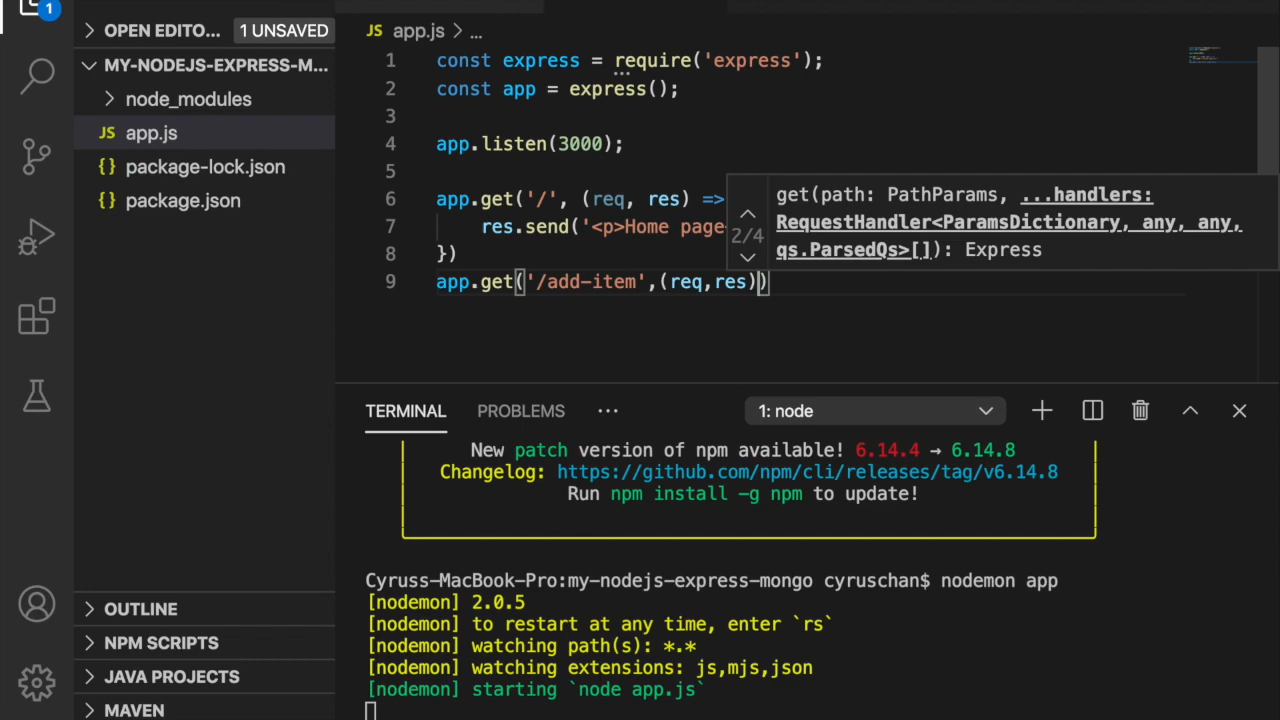 1
OPEN EDITO... 1 UNSAVED
MY-NODEJS-EXPRESS-M...
node_modules
JS app.js
{} package-lock.json
{} package.json
OUTLINE
NPM SCRIPTS
JAVA PROJECTS
MAVEN
JS app.js > ...
1 const express = require('express');
2 const app = express();
3
4 app.listen(3000);
5
6 app.get('/', (req, res) =>
7 res.send('<p>Home page
8 })
9 app.get('/add-item',(req,res))
get(path: PathParams, ...handlers:
RequestHandler<ParamsDictionary, any, any,
2/4
qs.ParsedQs>[]): Express
TERMINAL PROBLEMS ... 1: node
New patch version of npm available! 6.14.4 → 6.14.8
Changelog: https://github.com/npm/cli/releases/tag/v6.14.8
Run npm install -g npm to update!
Cyruss-MacBook-Pro:my-nodejs-express-mongo cyruschan$ nodemon app
[nodemon] 2.0.5
[nodemon] to restart at any time, enter `rs`
[nodemon] watching path(s): *.*
[nodemon] watching extensions: js,mjs,json
[nodemon] starting `node app.js`